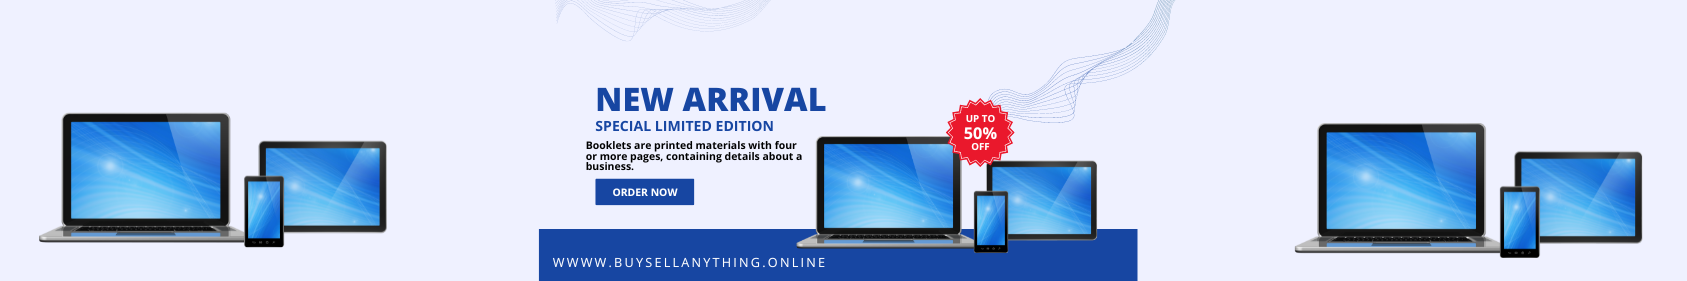 NEW ARRIVAL
SPECIAL LIMITED EDITION
Booklets are printed materials with four
or more pages, containing details about a
business.
ORDER NOW
UP TO
50%
OFF
WWWW.BUYSELLANYTHING.ONLINE